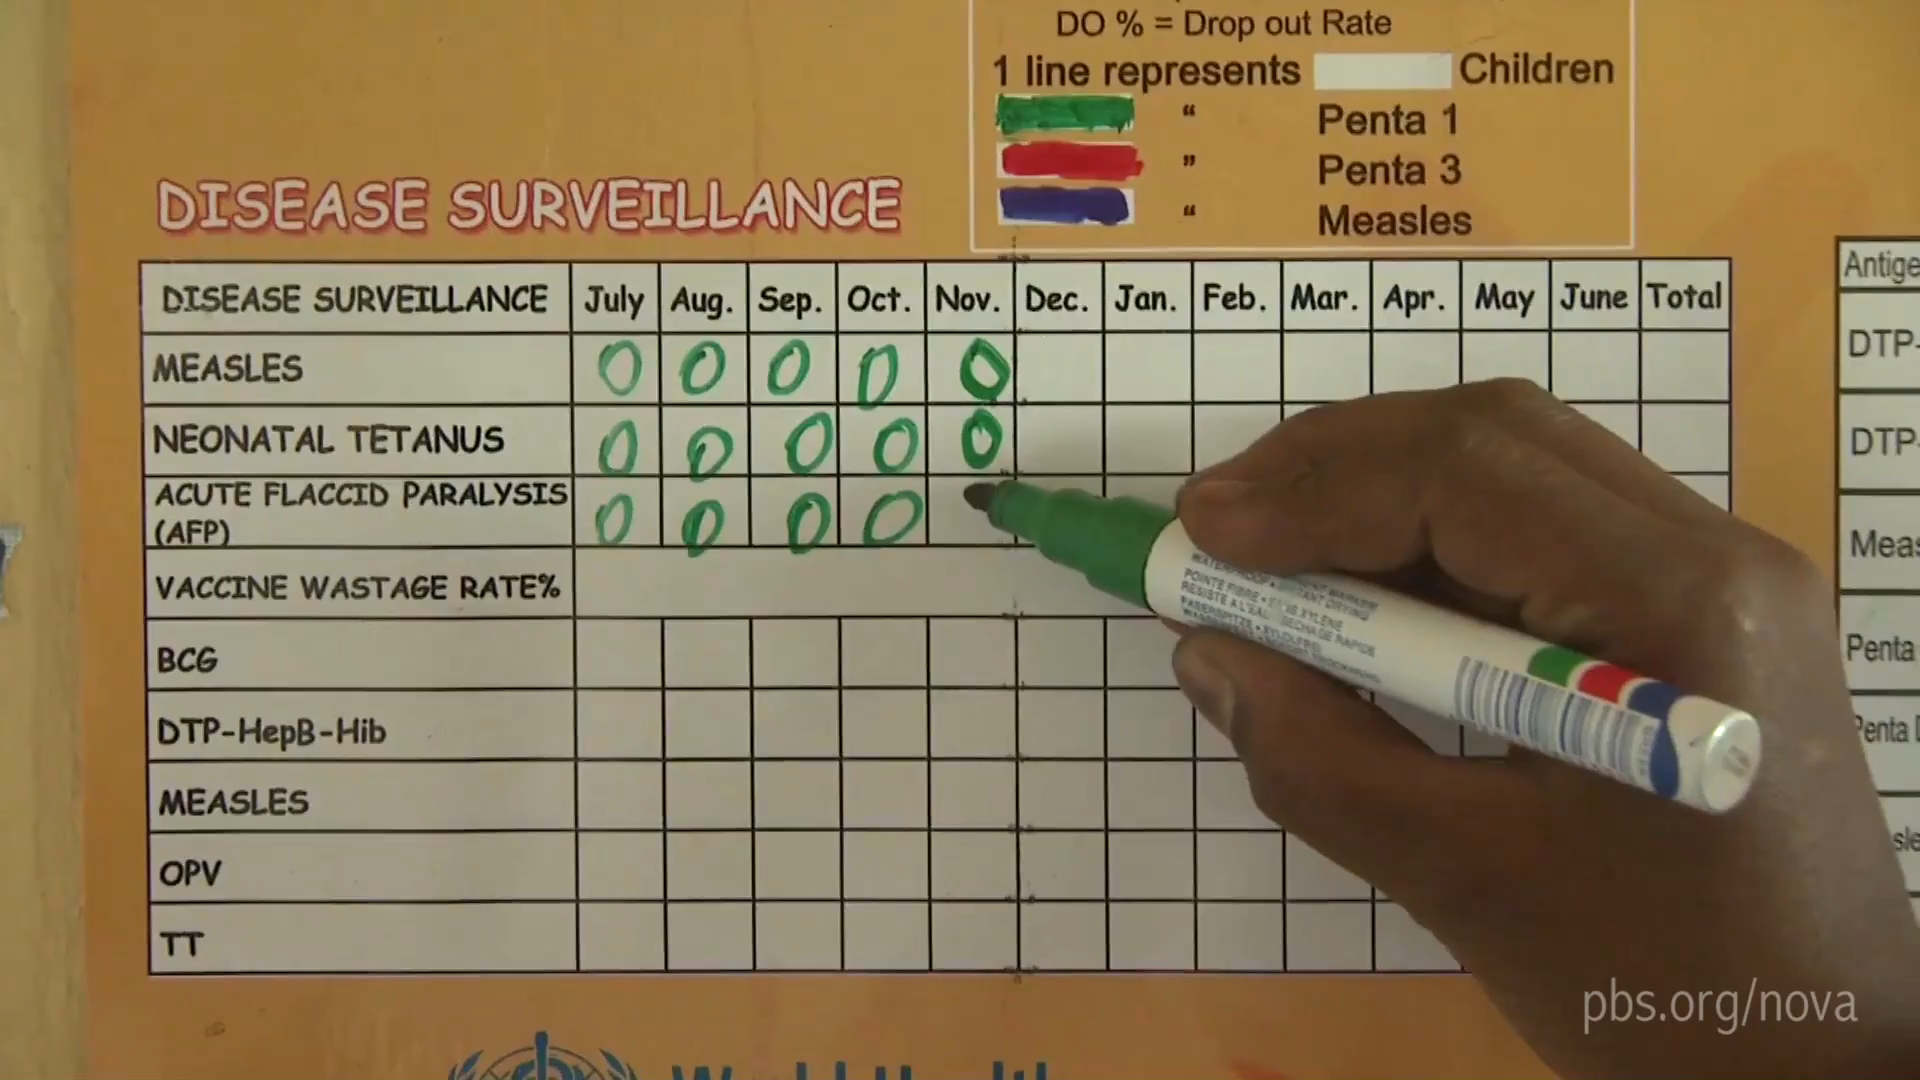 DO % = Drop out Rate
1 line represents Children
“ Penta 1
” Penta 3
“ Measles
DISEASE SURVEILLANCE
DISEASE SURVEILLANCE July Aug. Sep. Oct. Nov. Dec. Jan. Feb. Mar. Apr. May June Total
MEASLES 0 0 0 0 0
NEONATAL TETANUS 0 0 0 0 0
ACUTE FLACCID PARALYSIS
(AFP) 0 0 0 0
VACCINE WASTAGE RATE%
BCG
DTP-HepB-Hib
MEASLES
OPV
TT
DTP-
DTP-
Penta
Penta
POINTE FIBRE
pbs.org/nova